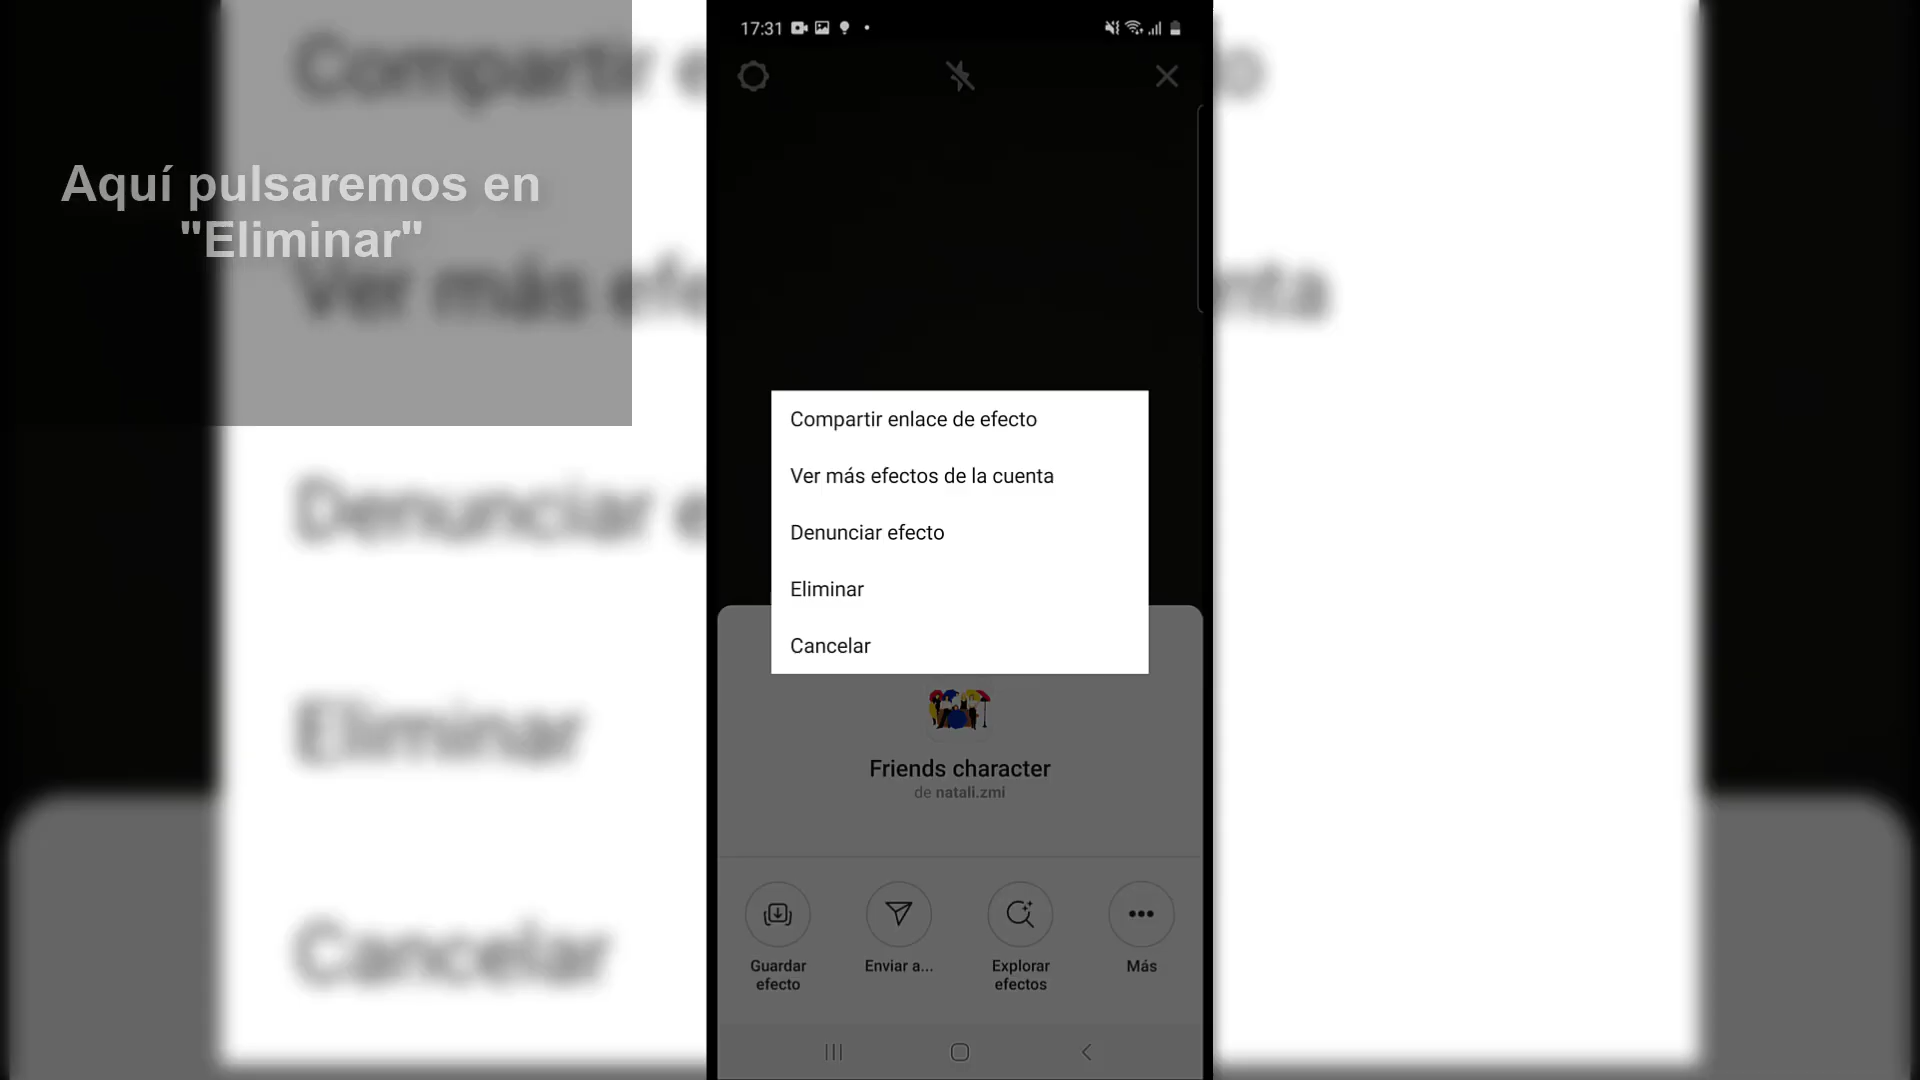 Aquí pulsaremos en
"Eliminar"
17:31
Compartir enlace de efecto
Ver más efectos de la cuenta
Denunciar efecto
Eliminar
Cancelar
Friends character
de natali.zmi
Guardar
efecto
Enviar a...
Explorar
efectos
Más